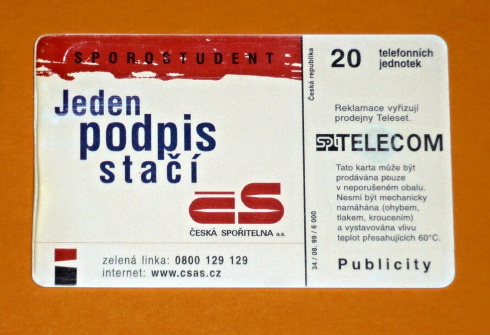 SPOROSTUDENT
Jeden
podpis
stačí
čS
ČESKÁ SPOŘITELNA a.s.
zelená linka: 0800 129 129
internet: www.csas.cz
Česká republika
34 / 08. 99 / 6 000
20 telefonních
jednotek
Reklamace vyřizují
prodejny Teleset.
SPT TELECOM
Tato karta může být
prodávána pouze
v neporušeném obalu.
Nesmí být mechanicky
namáhána (ohybem,
tlakem, kroucením)
a vystavována vlivu
teplot přesahujících 60°C.
Publicity